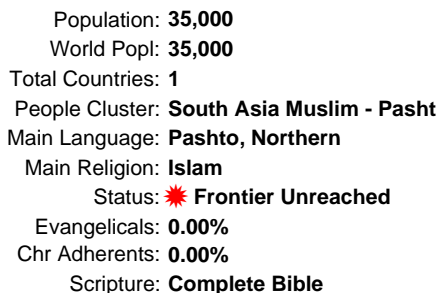 Population: 35,000
World Popl: 35,000
Total Countries: 1
People Cluster: South Asia Muslim - Pasht
Main Language: Pashto, Northern
Main Religion: Islam
Status: Frontier Unreached
Evangelicals: 0.00%
Chr Adherents: 0.00%
Scripture: Complete Bible